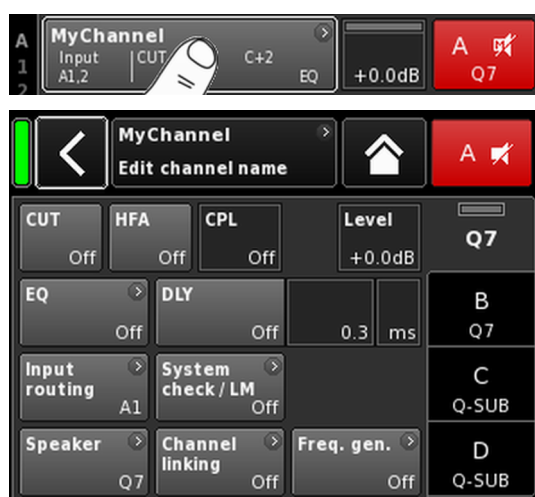 A
1
2
MyChannel
Input
A1,2
CUT
C+2
EQ
+0.0dB
A
Q7
MyChannel
Edit channel name
A
CUT
Off
HFA
Off
CPL
Off
Level
+0.0dB
Q7
EQ
Off
DLY
Off
0.3
ms
B
Q7
Input
routing
A1
System
check / LM
Off
C
Q-SUB
Speaker
Q7
Channel
linking
Off
Freq. gen.
Off
D
Q-SUB